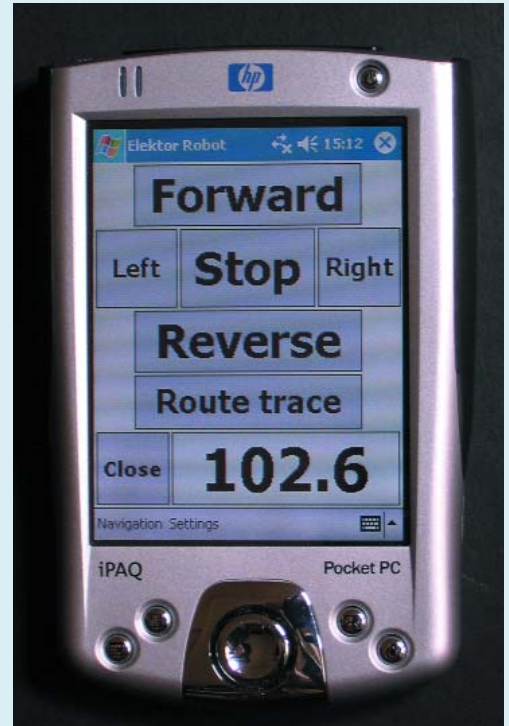 hp
Elektor Robot 15:12
Forward
Left Stop Right
Reverse
Route trace
Close 102.6
Navigation Settings
iPAQ Pocket PC